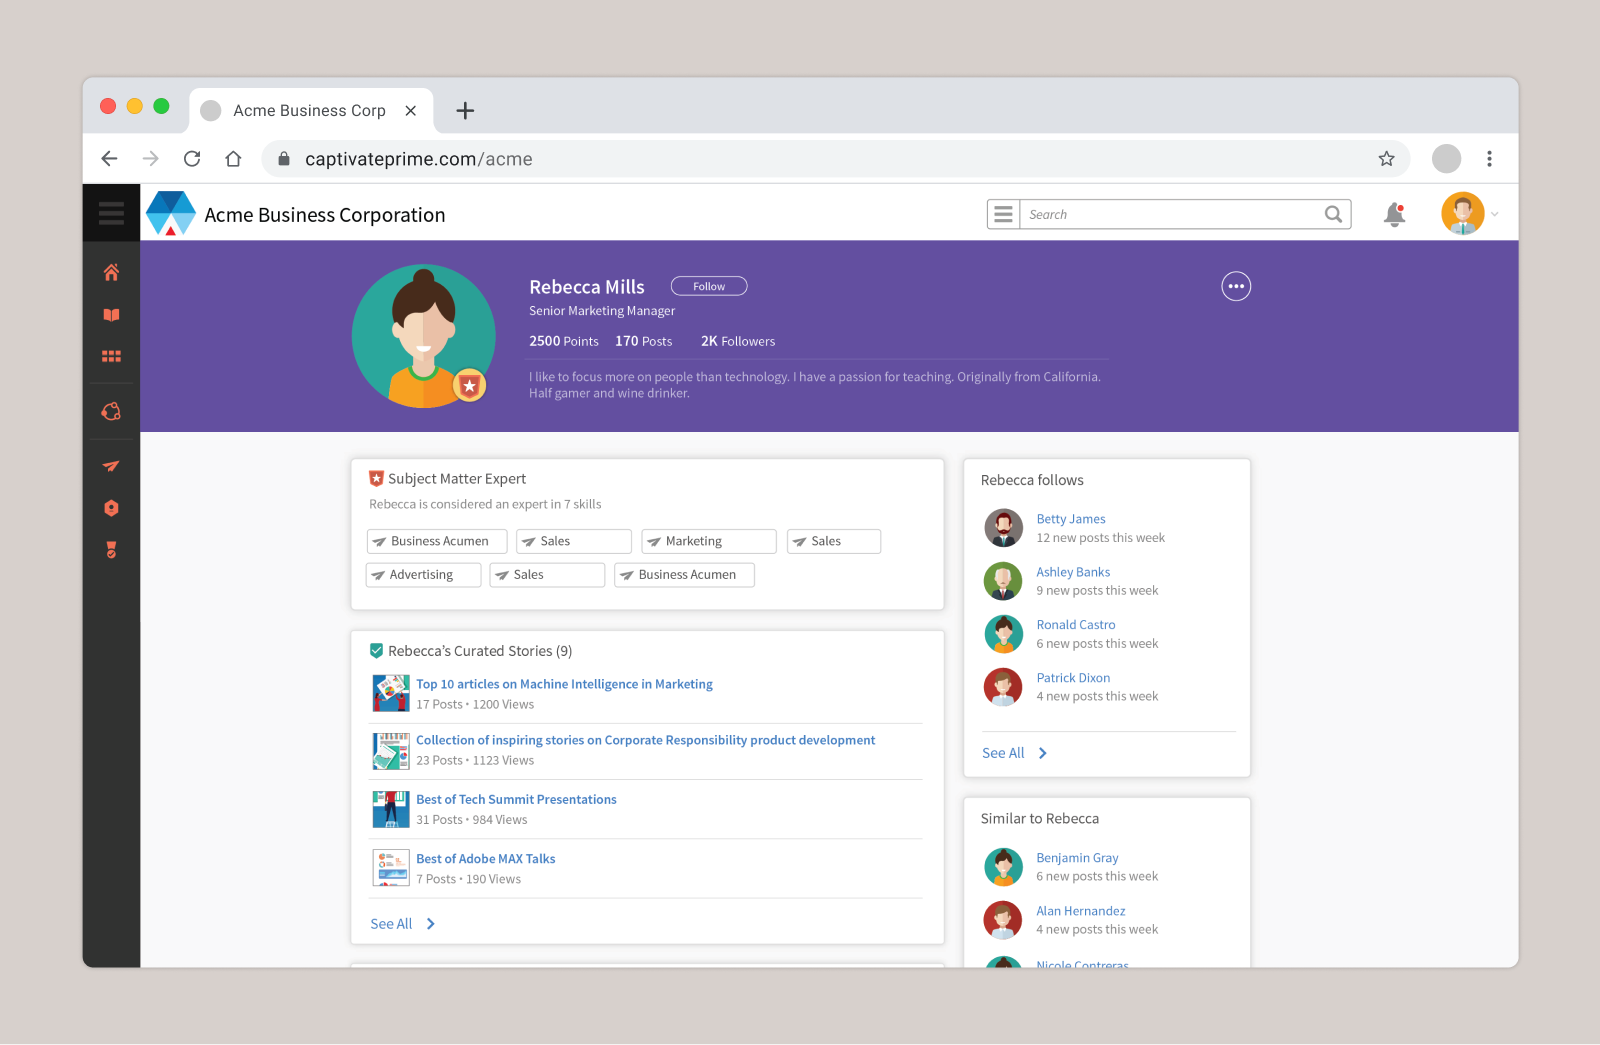 Acme Business Corp
captivateprime.com/acme
Acme Business Corporation
Search
Rebecca Mills
Follow
Senior Marketing Manager
2500 Points 170 Posts 2K Followers
I like to focus more on people than technology. I have a passion for teaching. Originally from California.
Half gamer and wine drinker.
Subject Matter Expert
Rebecca is considered an expert in 7 skills
Business Acumen Sales Marketing Sales
Advertising Sales Business Acumen
Rebecca’s Curated Stories (9)
Top 10 articles on Machine Intelligence in Marketing
17 Posts • 1200 Views
Collection of inspiring stories on Corporate Responsibility product development
23 Posts • 1123 Views
Best of Tech Summit Presentations
31 Posts • 984 Views
Best of Adobe MAX Talks
7 Posts • 190 Views
See All
Rebecca follows
Betty James
12 new posts this week
Ashley Banks
9 new posts this week
Ronald Castro
6 new posts this week
Patrick Dixon
4 new posts this week
See All
Similar to Rebecca
Benjamin Gray
6 new posts this week
Alan Hernandez
4 new posts this week
Nicole Contreras